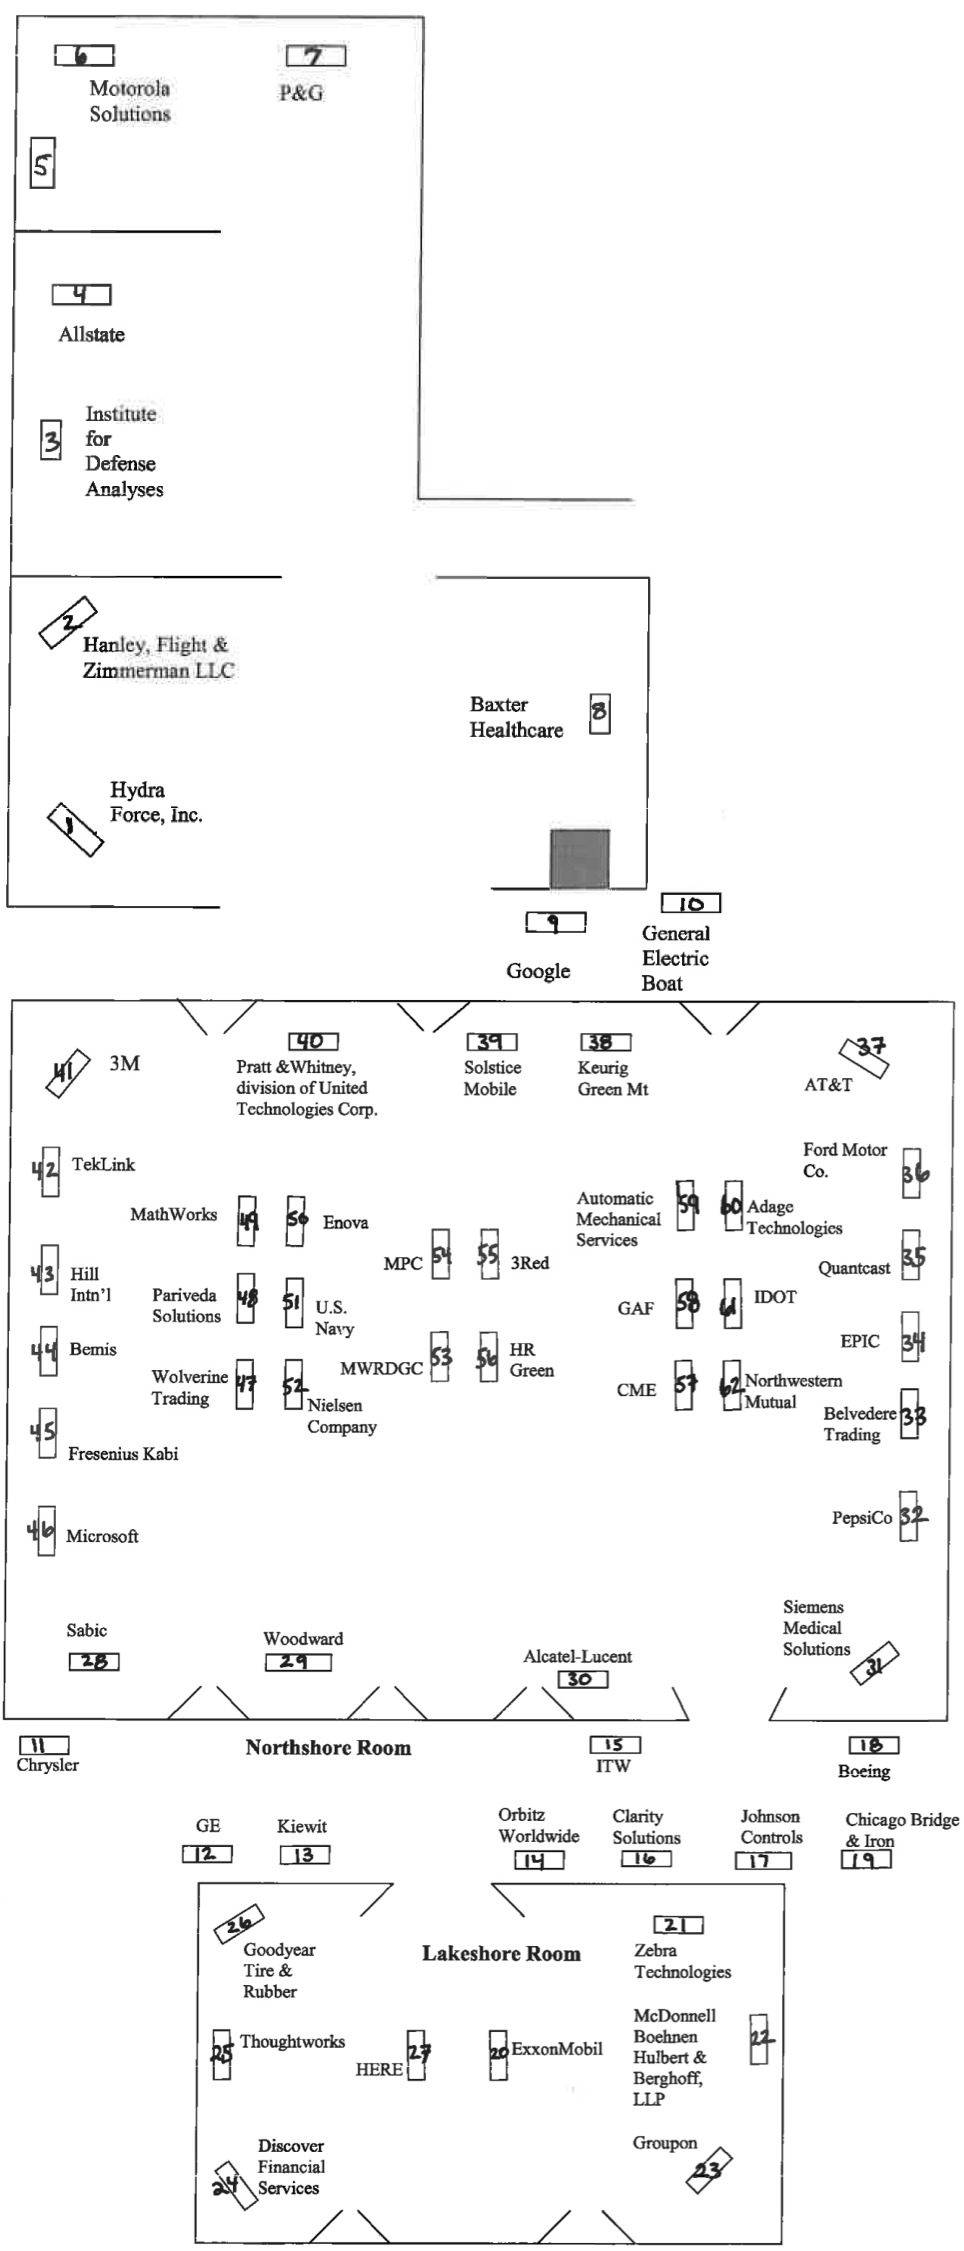 6
7
Motorola
Solutions
P&G
5
4
Allstate
3
Institute
for
Defense
Analyses
2
Hanley, Flight &
Zimmerman LLC
Baxter
Healthcare
8
Hydra
Force, Inc.
1
9
10
Google
General
Electric
Boat
41
3M
40
Pratt &Whitney,
division of United
Technologies Corp.
39
Solstice
Mobile
38
Keurig
Green Mt
37
AT&T
42
TekLink
Ford Motor
Co.
36
MathWorks
49
50
Enova
Automatic
Mechanical
Services
59
60
Adage
Technologies
MPC
54
55
3Red
Quantcast
35
43
Hill
Intn'l
Pariveda
Solutions
48
51
U.S.
Navy
GAF
58
61
IDOT
EPIC
34
44
Bemis
Wolverine
Trading
47
52
Nielsen
Company
MWRDGC
53
56
HR
Green
CME
57
62
Northwestern
Mutual
Belvedere
Trading
33
45
Fresenius Kabi
46
Microsoft
PepsiCo
32
Sabic
28
Woodward
29
Alcatel-Lucent
30
Siemens
Medical
Solutions
31
11
Chrysler
Northshore Room
15
ITW
18
Boeing
GE
12
Kiewit
13
Orbitz
Worldwide
14
Clarity
Solutions
16
Johnson
Controls
17
Chicago Bridge
& Iron
19
26
Goodyear
Tire &
Rubber
Lakeshore Room
21
Zebra
Technologies
25
Thoughtworks
HERE
27
20
ExxonMobil
McDonnell
Boehnen
Hulbert &
Berghoff,
LLP
22
24
Discover
Financial
Services
Groupon
23